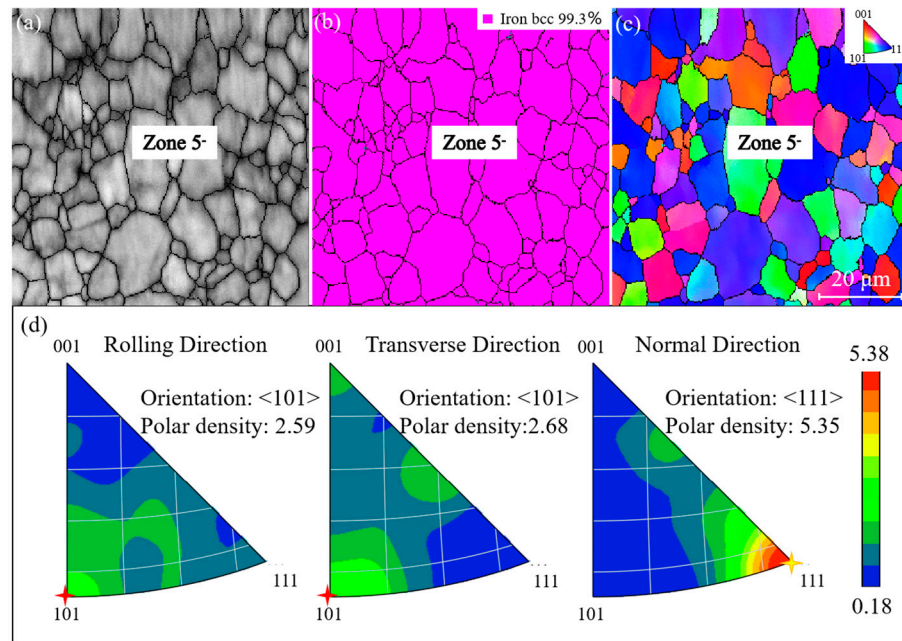 (a)
Zone 5-
(b)
Iron bcc 99.3%
Zone 5-
(c)
001
101
11
Zone 5-
20 μm
(d)
Rolling Direction
001
Orientation: <101>
Polar density: 2.59
111
101
Transverse Direction
001
Orientation: <101>
Polar density:2.68
111
101
Normal Direction
001
Orientation: <111>
Polar density: 5.35
111
101
5.38
0.18